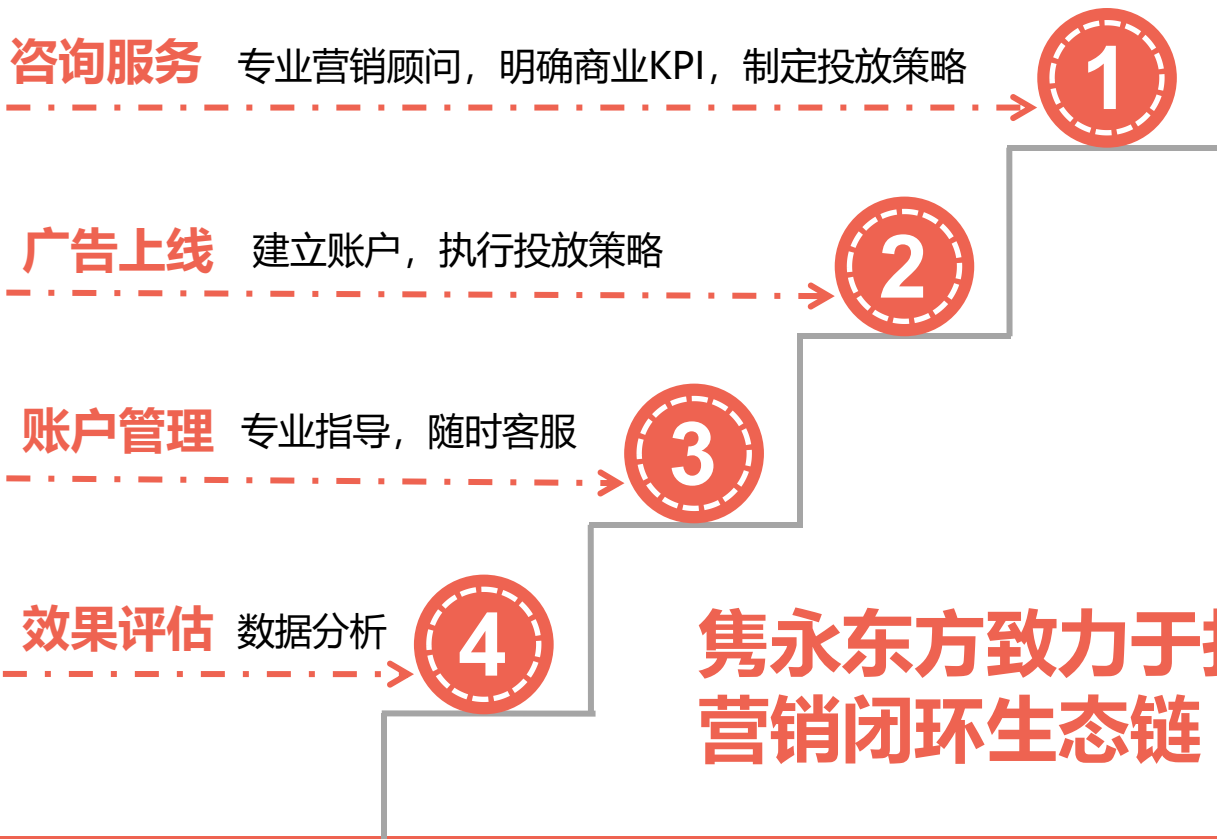 咨询服务 专业营销顾问，明确商业KPI，制定投放策略
1
广告上线 建立账户，执行投放策略
2
账户管理 专业指导，随时客服
3
效果评估 数据分析
4
隽永东方致力于
营销闭环生态链